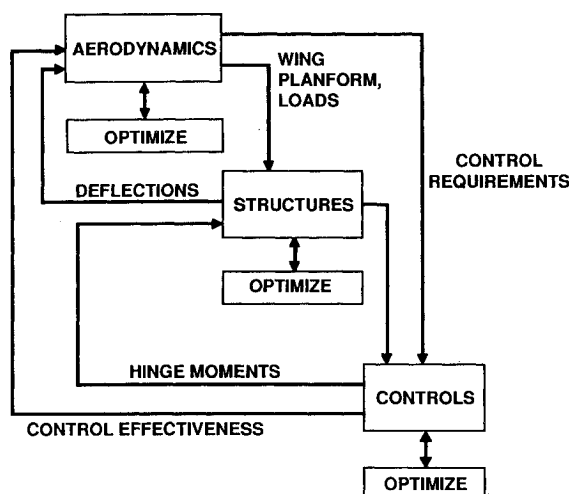 AERODYNAMICS
WING
PLANFORM,
LOADS
OPTIMIZE
CONTROL
REQUIREMENTS
DEFLECTIONS
STRUCTURES
OPTIMIZE
HINGE MOMENTS
CONTROLS
CONTROL EFFECTIVENESS
OPTIMIZE